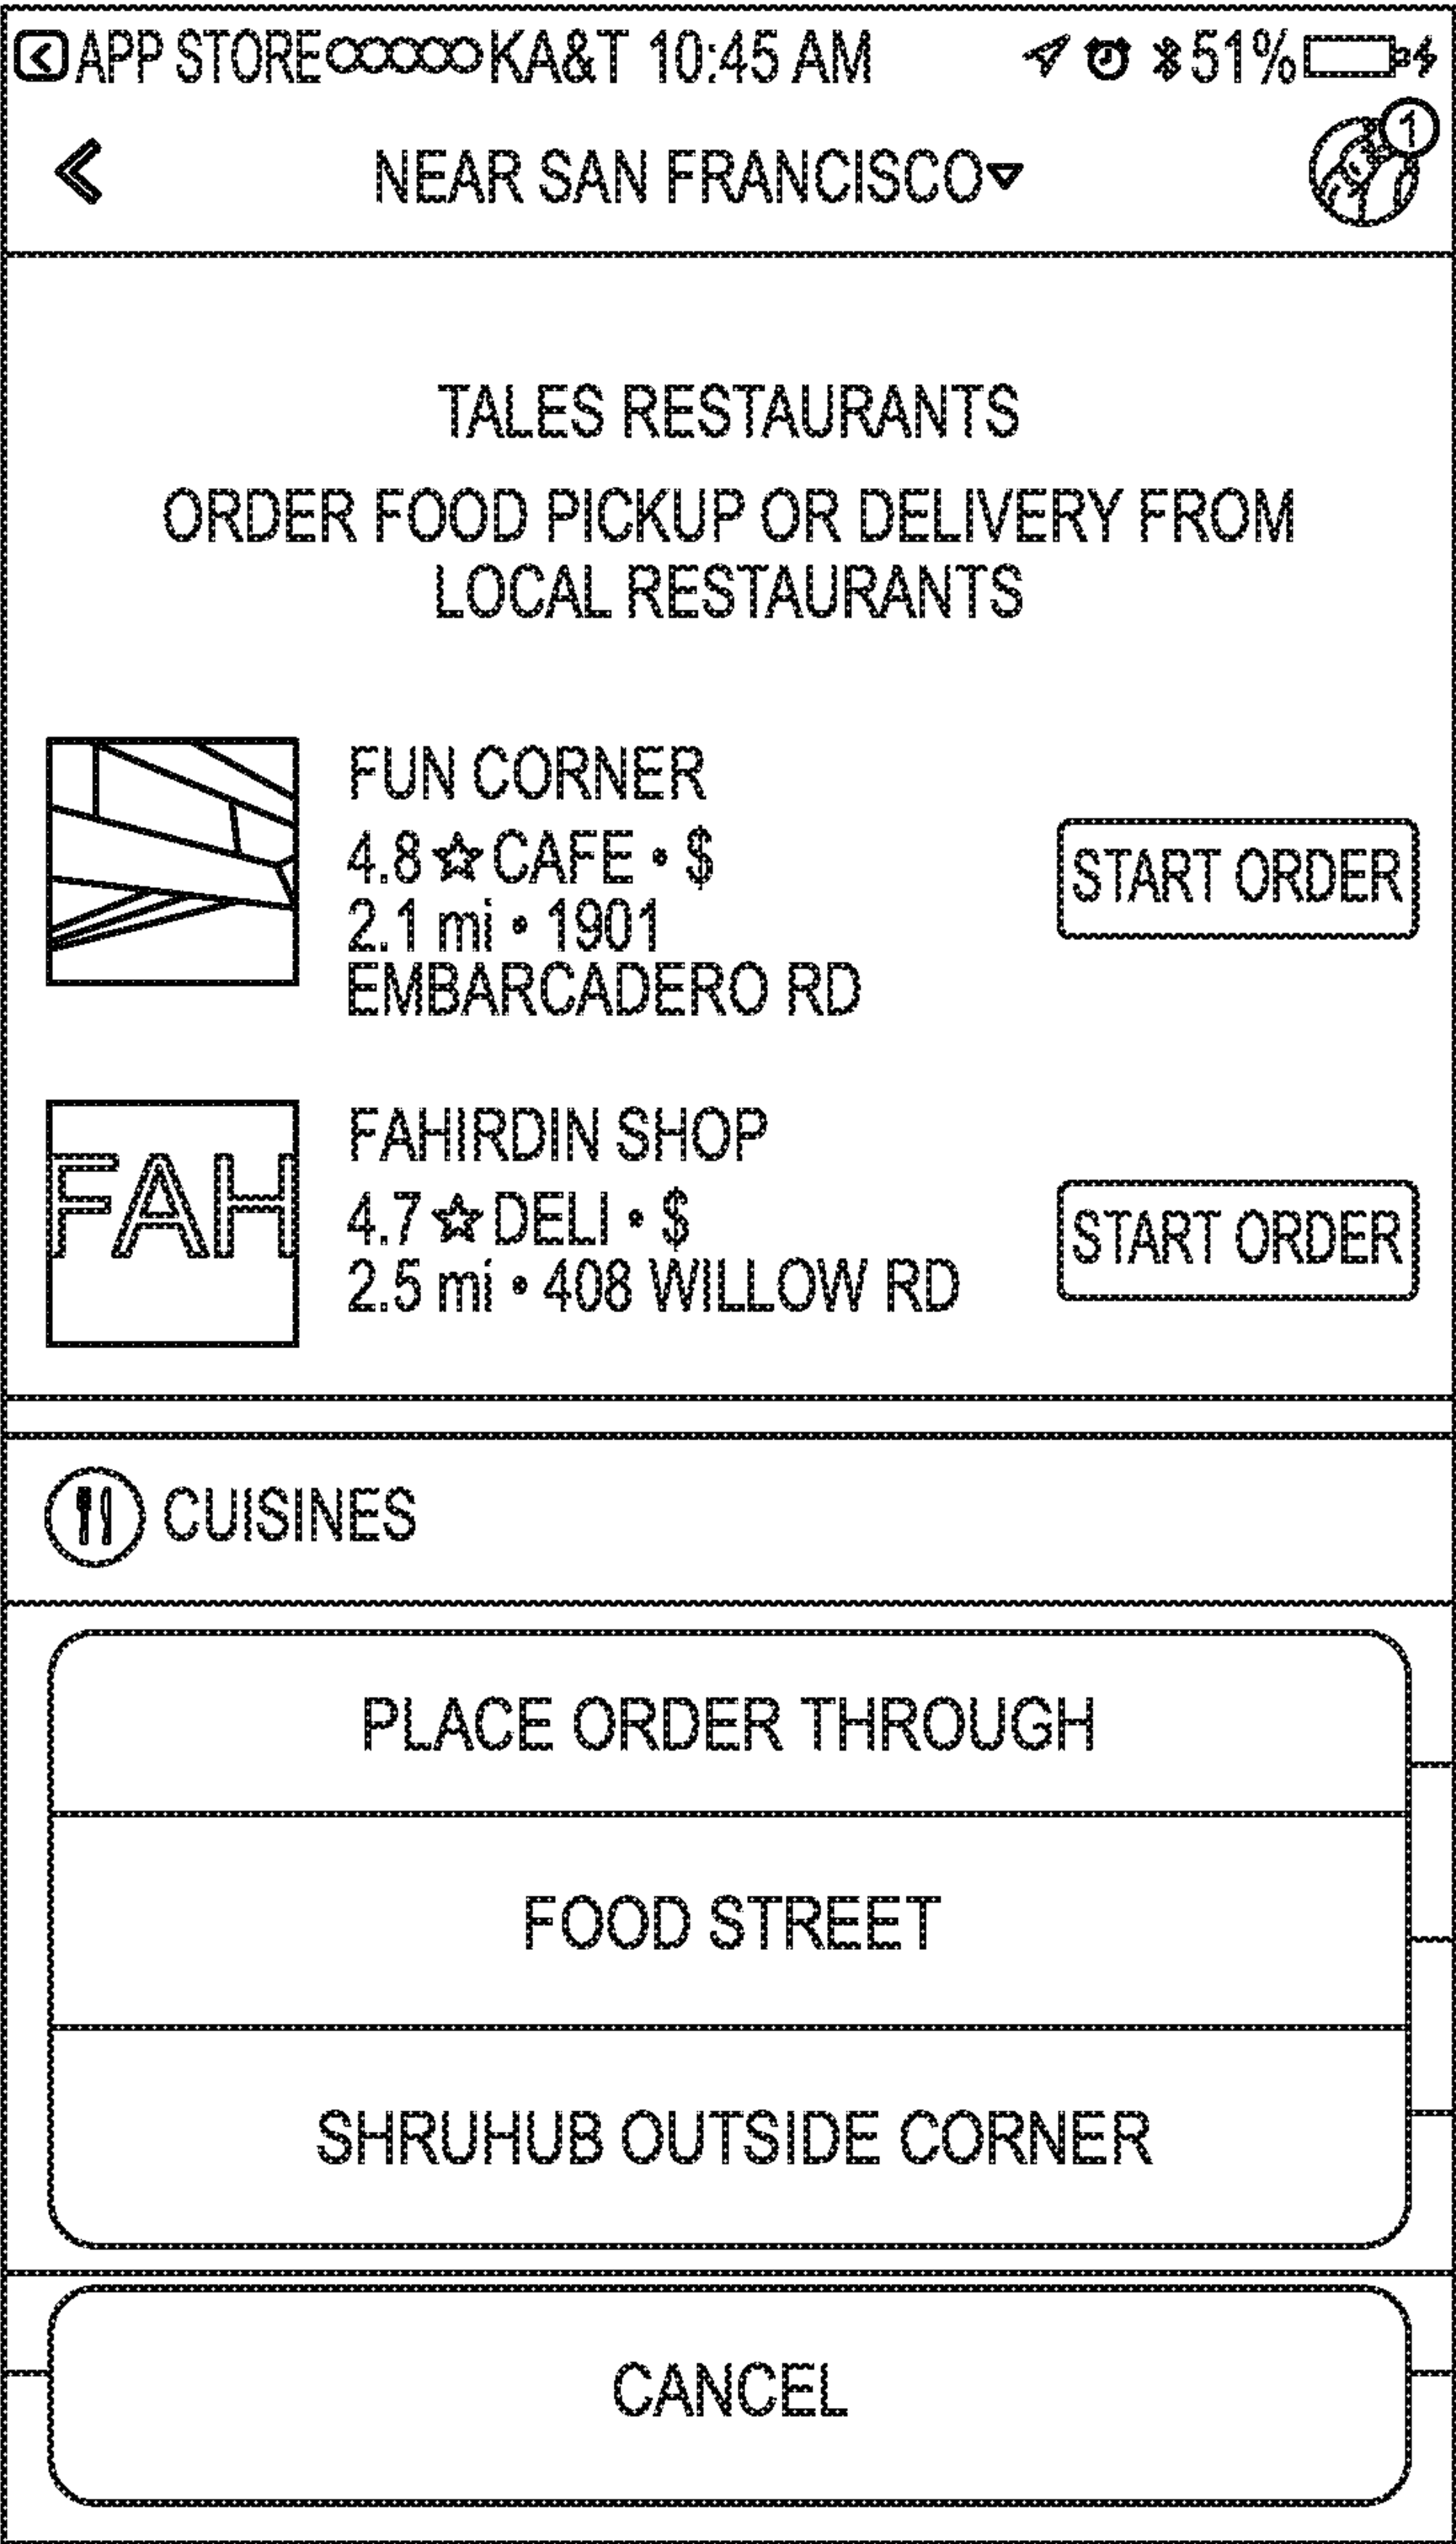 APP STORE KA&T 10:45 AM 51%
NEAR SAN FRANCISCO 1
TALES RESTAURANTS
ORDER FOOD PICKUP OR DELIVERY FROM
LOCAL RESTAURANTS
FUN CORNER
4.8 ☆ CAFE • $
2.1 mi • 1901
EMBARCADERO RD
START ORDER
FAH
FAHIRDIN SHOP
4.7 ☆ DELI • $
2.5 mi • 408 WILLOW RD
START ORDER
CUISINES
PLACE ORDER THROUGH
FOOD STREET
SHRUHUB OUTSIDE CORNER
CANCEL